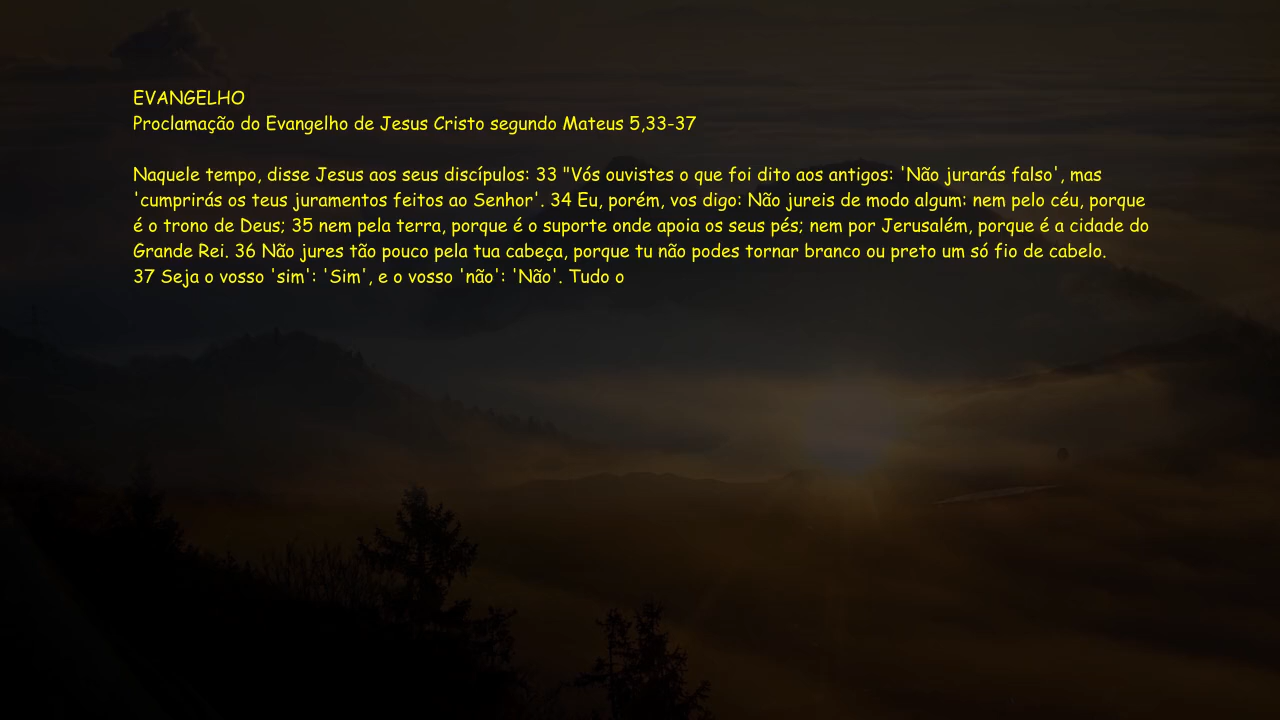 EVANGELHO
Proclamação do Evangelho de Jesus Cristo segundo Mateus 5,33-37
Naquele tempo, disse Jesus aos seus discípulos: 33 "Vós ouvistes o que foi dito aos antigos: 'Não jurarás falso', mas
'cumprirás os teus juramentos feitos ao Senhor'. 34 Eu, porém, vos digo: Não jureis de modo algum: nem pelo céu, porque
é o trono de Deus; 35 nem pela terra, porque é o suporte onde apoia os seus pés; nem por Jerusalém, porque é a cidade do
Grande Rei. 36 Não jures tão pouco pela tua cabeça, porque tu não podes tornar branco ou preto um só fio de cabelo.
37 Seja o vosso 'sim': 'Sim', e o vosso 'não': 'Não'. Tudo o